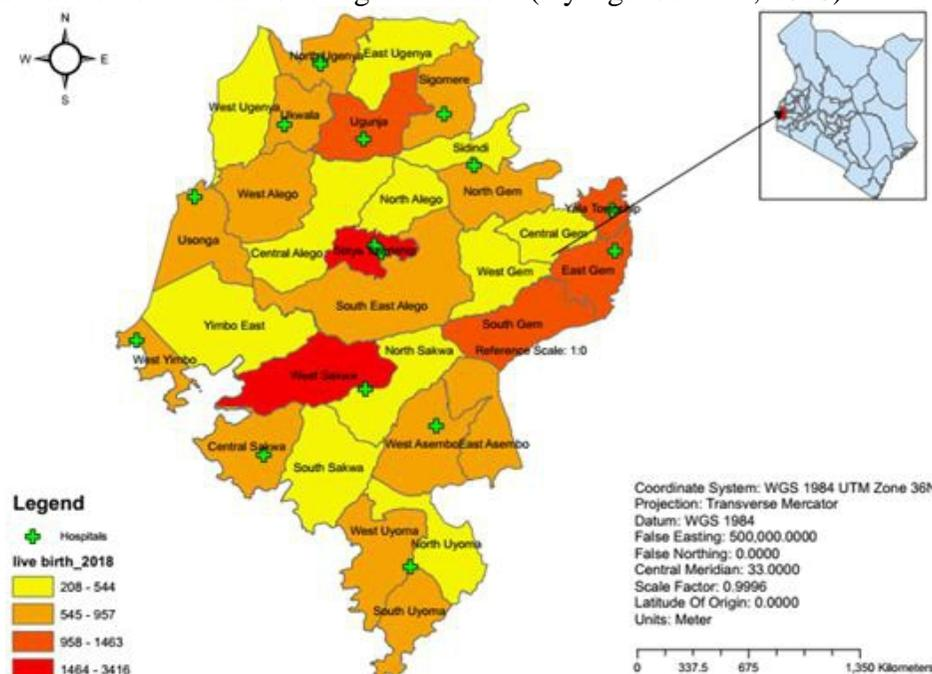 N
W E
S
North Ugenya
East Ugenya
Sigomere
West Ugenya
Ukwala
Ugunja
Sidindi
West Alego
North Alego
North Gem
Yala Township
Usonga
Central Alego
Central Gem
West Gem
East Gem
South East Alego
Yimbo East
South Gem
North Sakwa
Reference Scale: 1:0
West Yimbo
West Sakwa
Central Sakwa
West Asembo
East Asembo
South Sakwa
West Uyoma
North Uyoma
South Uyoma
Legend
Hospitals
live birth_2018
208 - 544
545 - 957
958 - 1463
1464 - 3416
Coordinate System: WGS 1984 UTM Zone 36N
Projection: Transverse Mercator
Datum: WGS 1984
False Easting: 500,000.0000
False Northing: 0.0000
Central Meridian: 33.0000
Scale Factor: 0.9996
Latitude Of Origin: 0.0000
Units: Meter
0 337.5 675 1,350 Kilometers